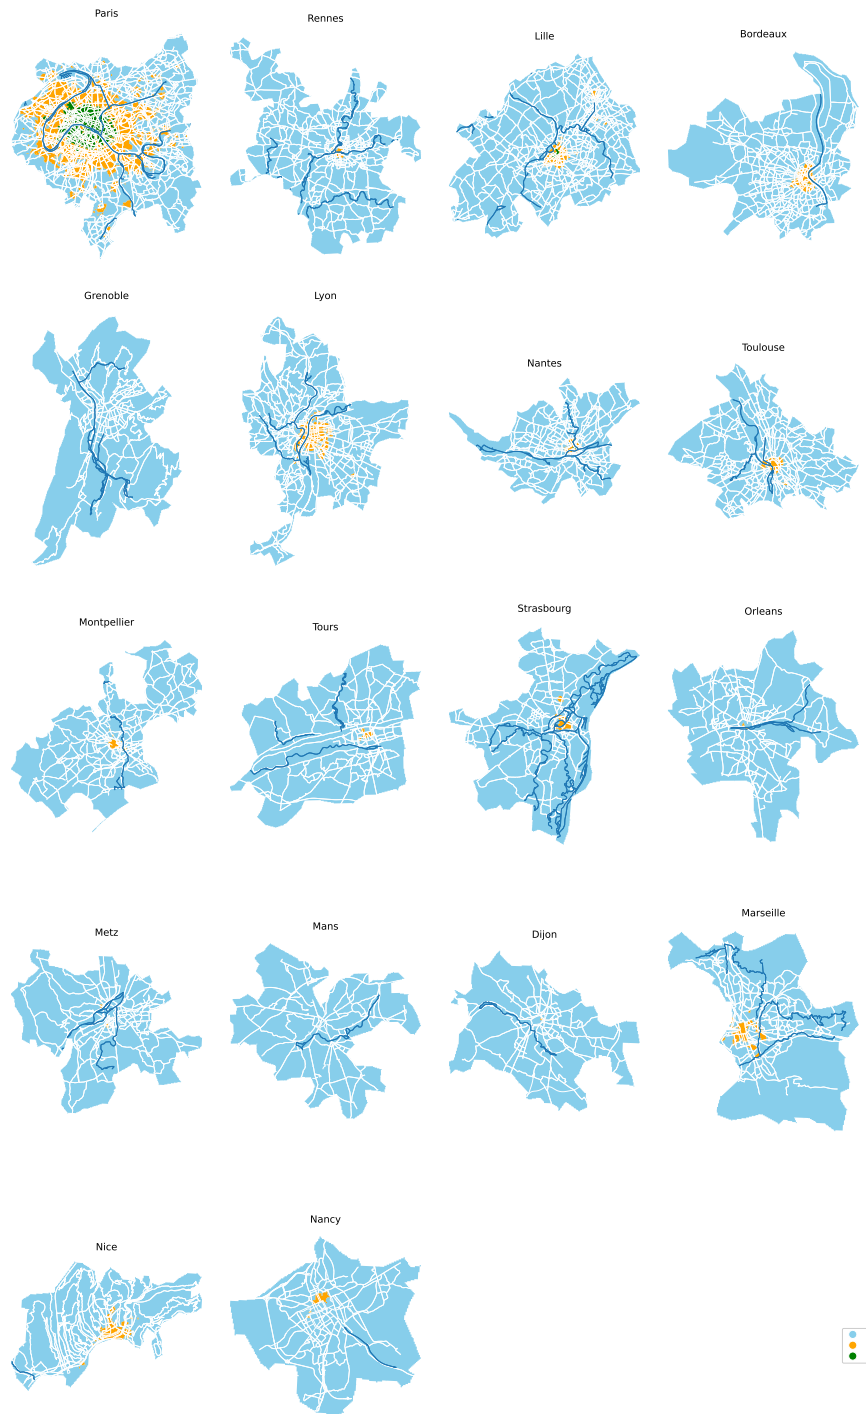 Paris
Rennes
Lille
Bordeaux
Grenoble
Lyon
Nantes
Toulouse
Montpellier
Tours
Strasbourg
Orleans
Metz
Mans
Dijon
Marseille
Nice
Nancy